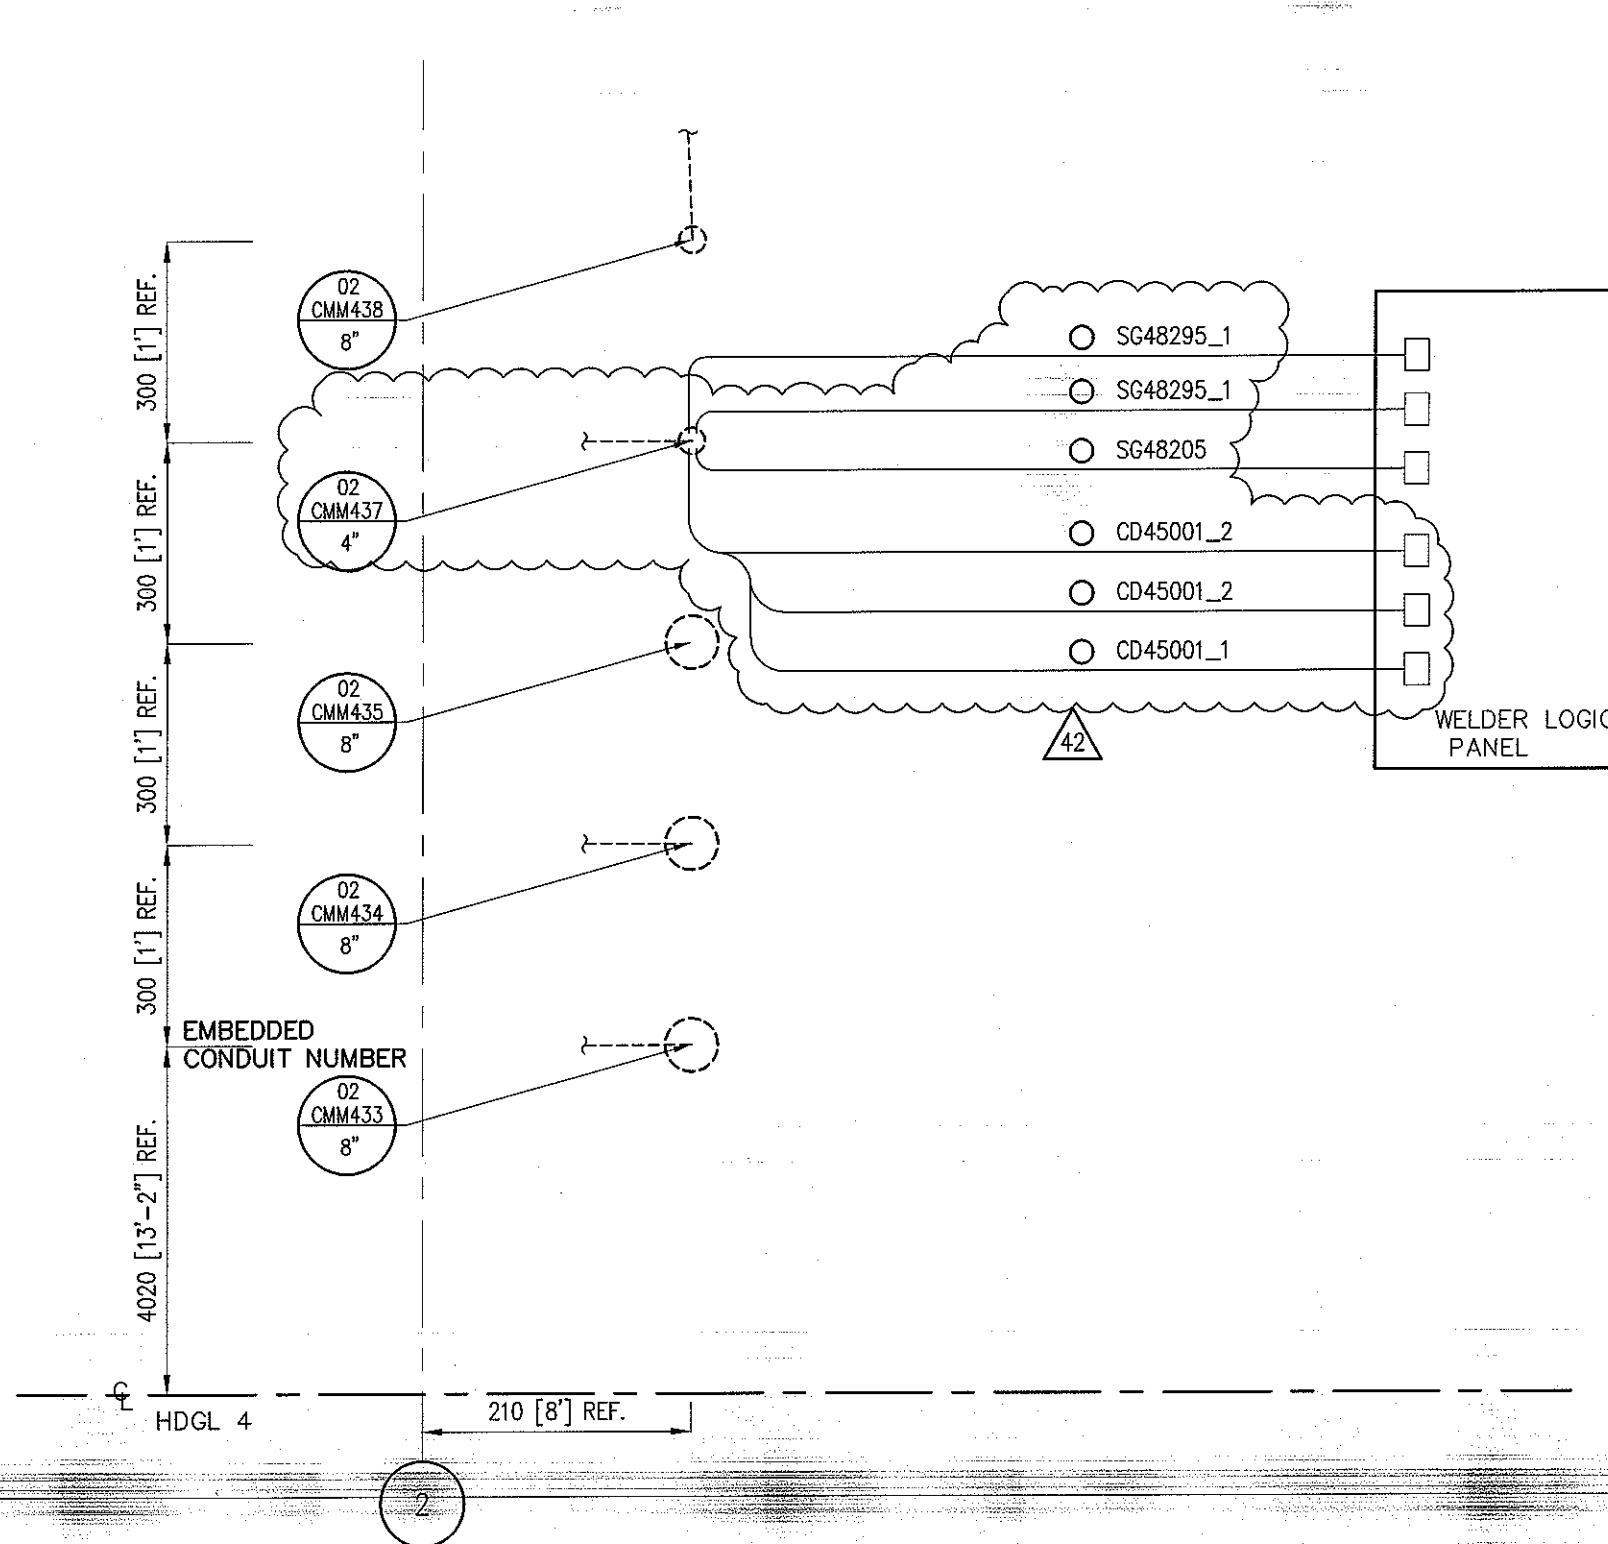 300 [1'] REF.
300 [1'] REF.
300 [1'] REF.
300 [1'] REF.
4020 [13'-2"] REF.
02
CMM438
8"
02
CMM437
4"
02
CMM435
8"
02
CMM434
8"
EMBEDDED
CONDUIT NUMBER
02
CMM433
8"
SG48295_1
SG48295_1
SG48205
CD45001_2
CD45001_2
CD45001_1
42
WELDER LOGIC
PANEL
℄
HDGL 4
210 [8'] REF.
2